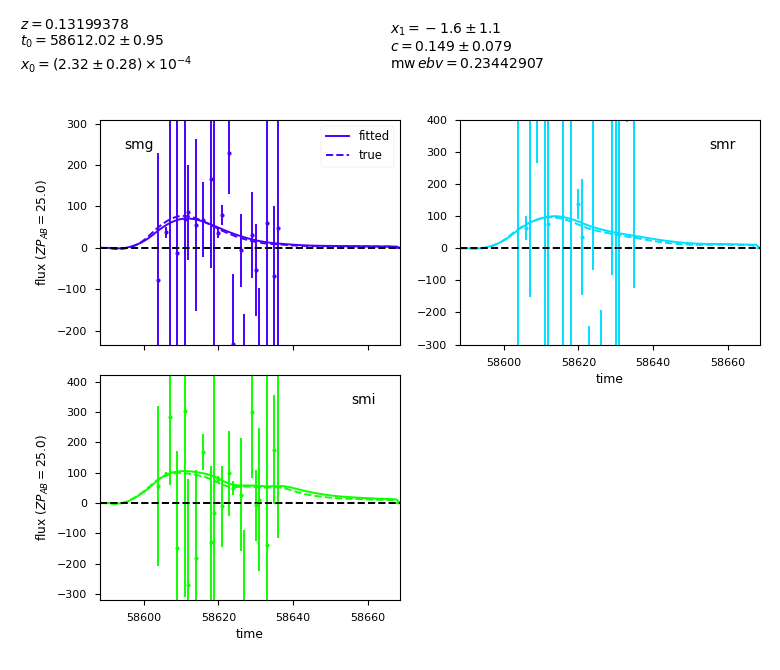 z = 0.13199378
t₀ = 58612.02 ± 0.95
x₀ = (2.32 ± 0.28) × 10⁻⁴
x₁ = −1.6 ± 1.1
c = 0.149 ± 0.079
mw ebv = 0.23442907
300
200
100
0
−100
−200
flux (ZP_AB = 25.0)
smg
fitted
true
400
300
200
100
0
−100
−200
−300
smr
58600 58620 58640 58660
time
400
300
200
100
0
−100
−200
−300
flux (ZP_AB = 25.0)
smi
58600 58620 58640 58660
time